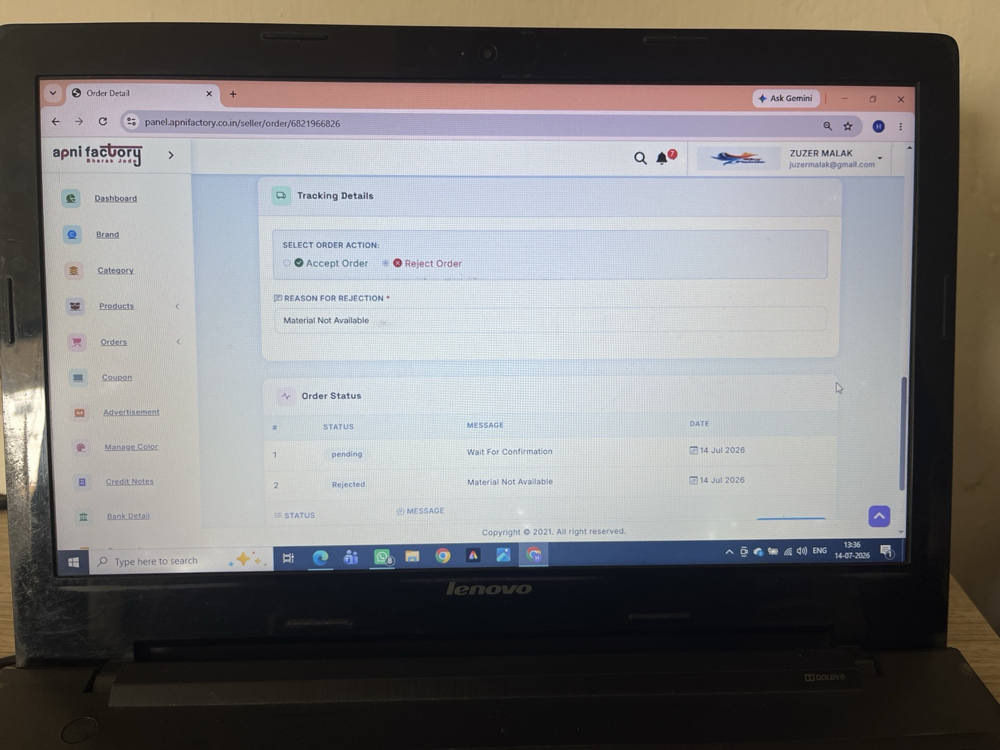 Order Detail
Ask Gemini
panel.apnifactory.co.in/seller/order/6821966826
H
apni factory
Bharat Jodo
7
ZUZER MALAK
juzermalak@gmail.com
Dashboard
Brand
Category
Products
Orders
Coupon
Advertisement
Manage Color
Credit Notes
Bank Detail
Tracking Details
SELECT ORDER ACTION:
Accept Order
Reject Order
REASON FOR REJECTION *
Material Not Available
Order Status
# STATUS MESSAGE DATE
1 pending Wait For Confirmation 14 Jul 2026
2 Rejected Material Not Available 14 Jul 2026
STATUS MESSAGE
Copyright © 2021. All right reserved.
Type here to search
8
ENG
13:36
14-07-2026
1
lenovo
DOLBY®